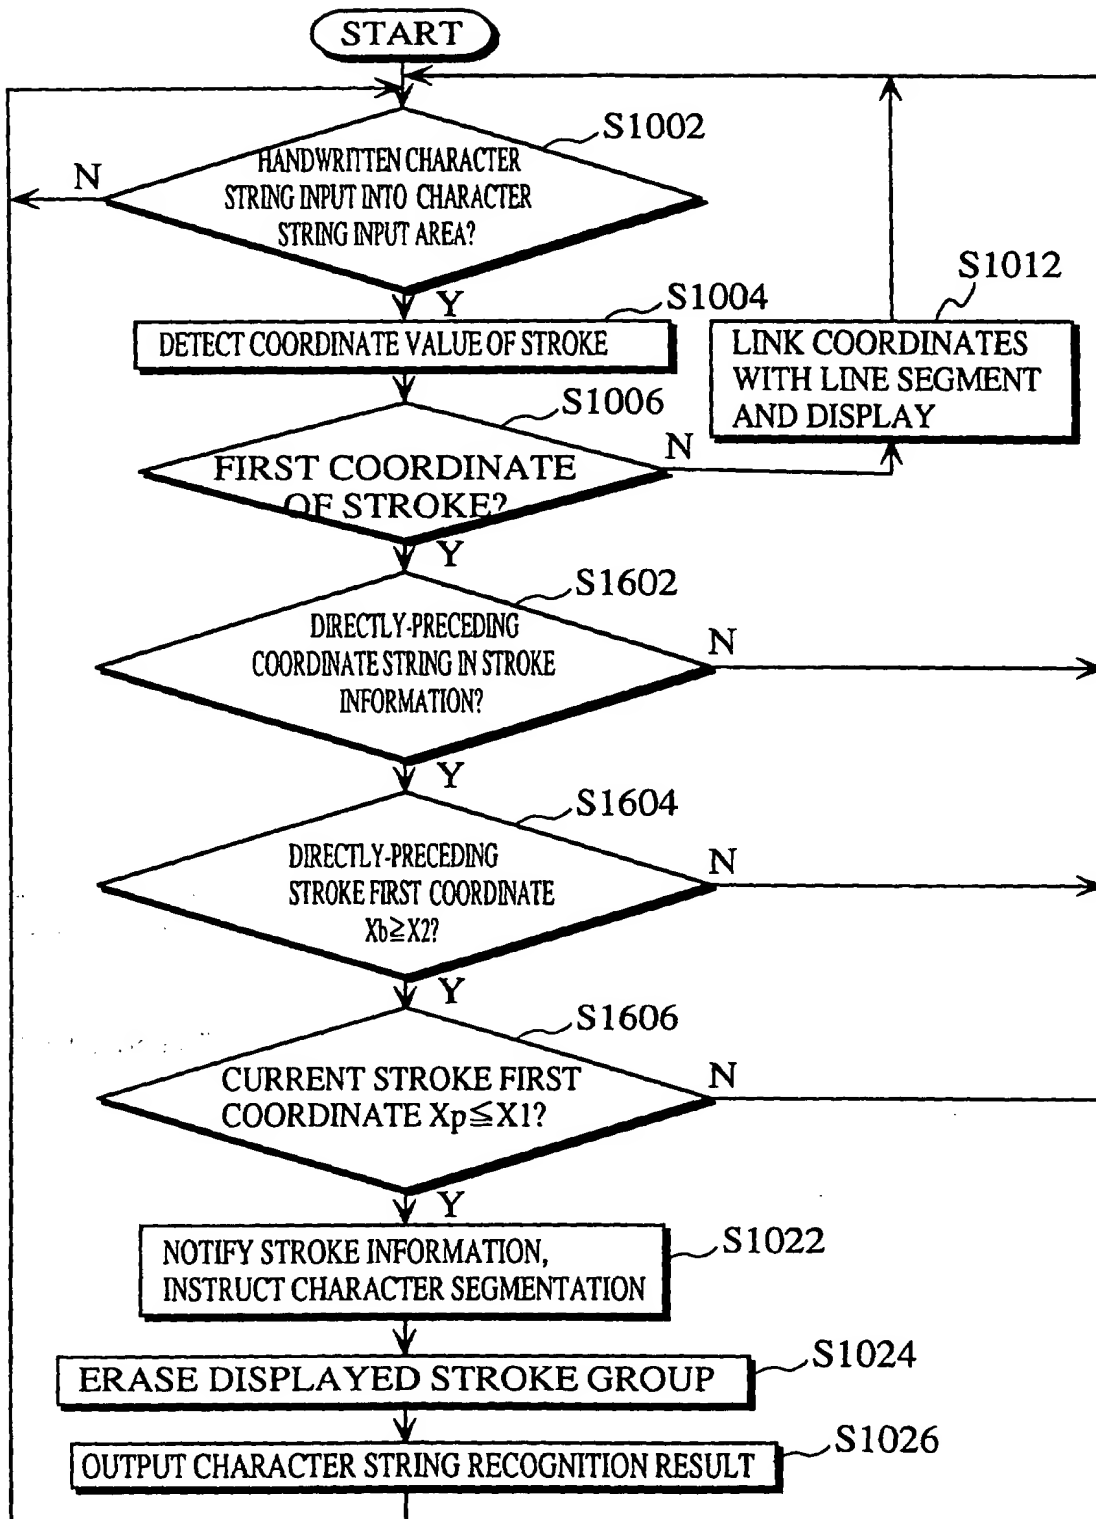 START
S1002
HANDWRITTEN CHARACTER
STRING INPUT INTO CHARACTER
STRING INPUT AREA?
N
Y
S1004
DETECT COORDINATE VALUE OF STROKE
S1012
LINK COORDINATES
WITH LINE SEGMENT
AND DISPLAY
S1006
FIRST COORDINATE
OF STROKE?
N
Y
S1602
DIRECTLY-PRECEDING
COORDINATE STRING IN STROKE
INFORMATION?
N
Y
S1604
DIRECTLY-PRECEDING
STROKE FIRST COORDINATE
Xb≧X2?
N
Y
S1606
CURRENT STROKE FIRST
COORDINATE Xp≦X1?
N
Y
S1022
NOTIFY STROKE INFORMATION,
INSTRUCT CHARACTER SEGMENTATION
S1024
ERASE DISPLAYED STROKE GROUP
S1026
OUTPUT CHARACTER STRING RECOGNITION RESULT